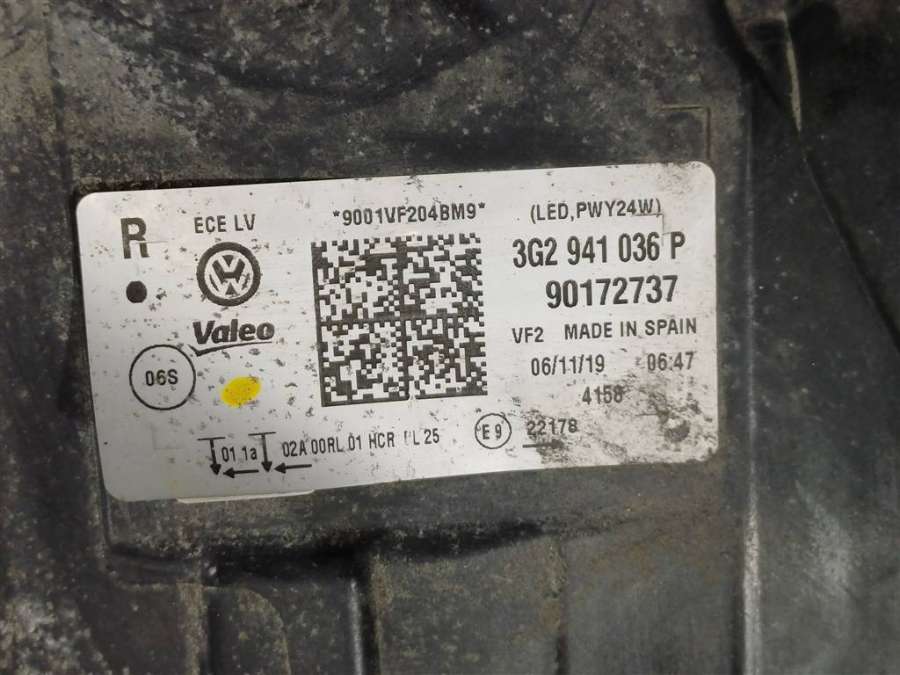 R
ECE LV
Valeo
06S
*9001VF204BM9*
(LED,PWY24W)
3G2 941 036 P
90172737
VF2 MADE IN SPAIN
06/11/19 06:47
4158
01 1a 02A 00RL 01 HCR PL 25
E9 22178